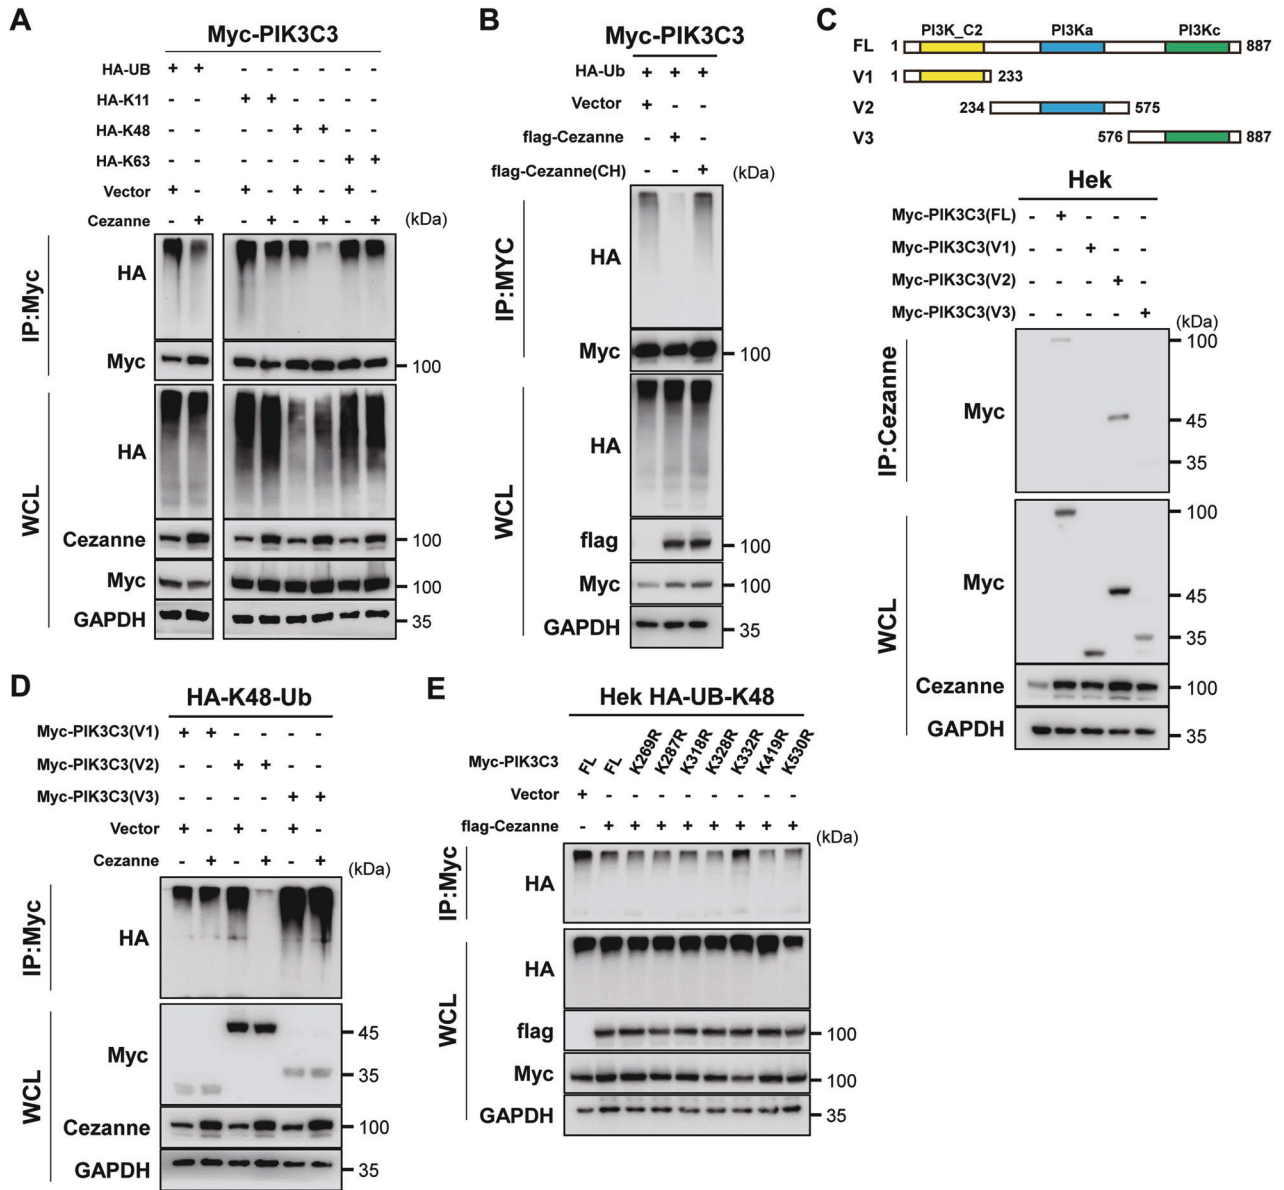 A
Myc-PIK3C3
HA-UB + + - - - - - -
HA-K11 - - + + - - - -
HA-K48 - - - - + + - -
HA-K63 - - - - - - + +
Vector + - + - + - + -
Cezanne - + - + - + - + (kDa)
IP:Myc
HA
Myc 100
WCL
HA
Cezanne 100
Myc 100
GAPDH 35
B
Myc-PIK3C3
HA-Ub + + +
Vector + - -
flag-Cezanne - + -
flag-Cezanne(CH) - - + (kDa)
IP:MYC
HA
Myc 100
WCL
HA
flag 100
Myc 100
GAPDH 35
C
PI3K_C2 PI3Ka PI3Kc
FL 1 887
V1 1 233
V2 234 575
V3 576 887
Hek
Myc-PIK3C3(FL) - + - - -
Myc-PIK3C3(V1) - - + - -
Myc-PIK3C3(V2) - - - + -
Myc-PIK3C3(V3) - - - - +
(kDa)
IP:Cezanne
100
Myc
45
35
WCL
100
Myc
45
35
Cezanne 100
GAPDH 35
D
HA-K48-Ub
Myc-PIK3C3(V1) + + - - - -
Myc-PIK3C3(V2) - - + + - -
Myc-PIK3C3(V3) - - - - + +
Vector + - + - + -
Cezanne - + - + - + (kDa)
IP:Myc
HA
WCL
45
Myc
35
Cezanne 100
GAPDH 35
E
Hek HA-UB-K48
Myc-PIK3C3 FL FL K269R K287R K318R K328R K332R K419R K530R
Vector + - - - - - - - -
flag-Cezanne - + + + + + + + + (kDa)
IP:Myc
HA
WCL
HA
flag 100
Myc 100
GAPDH 35